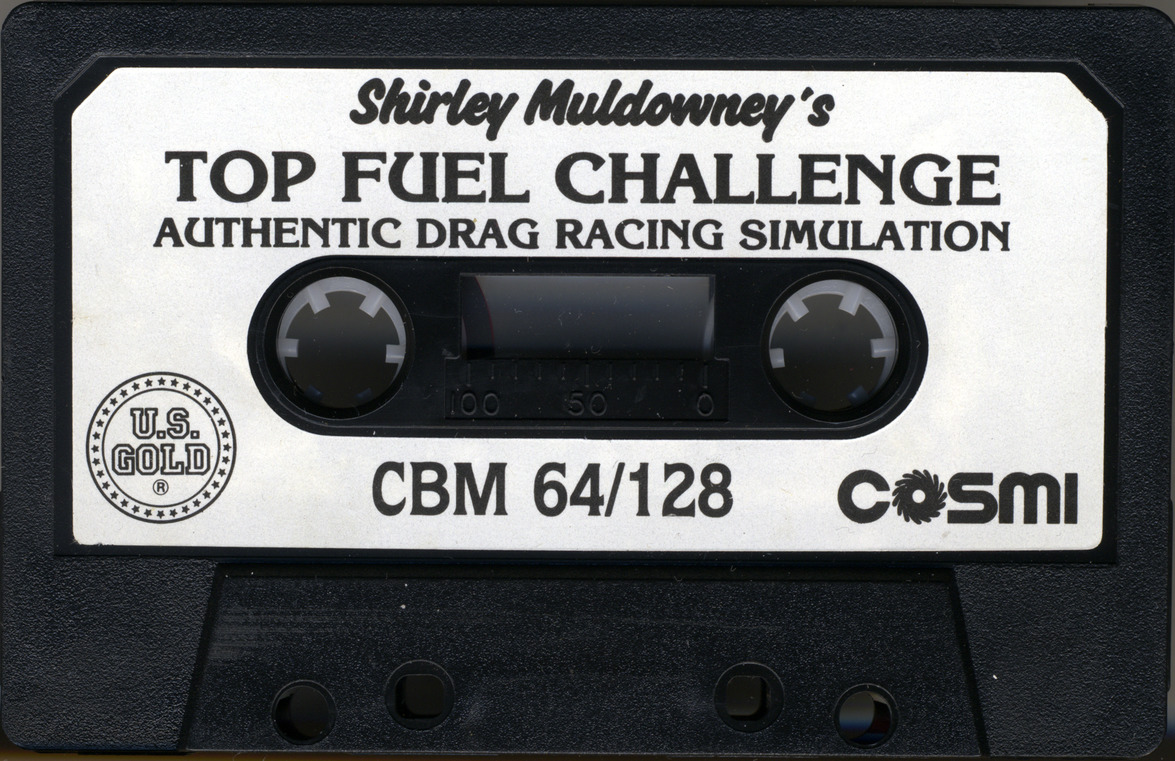 Shirley Muldowney's
TOP FUEL CHALLENGE
AUTHENTIC DRAG RACING SIMULATION
100 50 0
U.S.
GOLD
®
CBM 64/128
COSMI